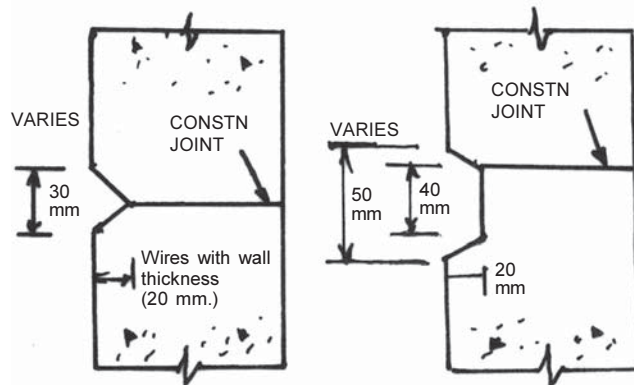 VARIES
CONSTN
JOINT
30
mm
Wires with wall
thickness
(20 mm.)
VARIES
CONSTN
JOINT
50
mm
40
mm
20
mm